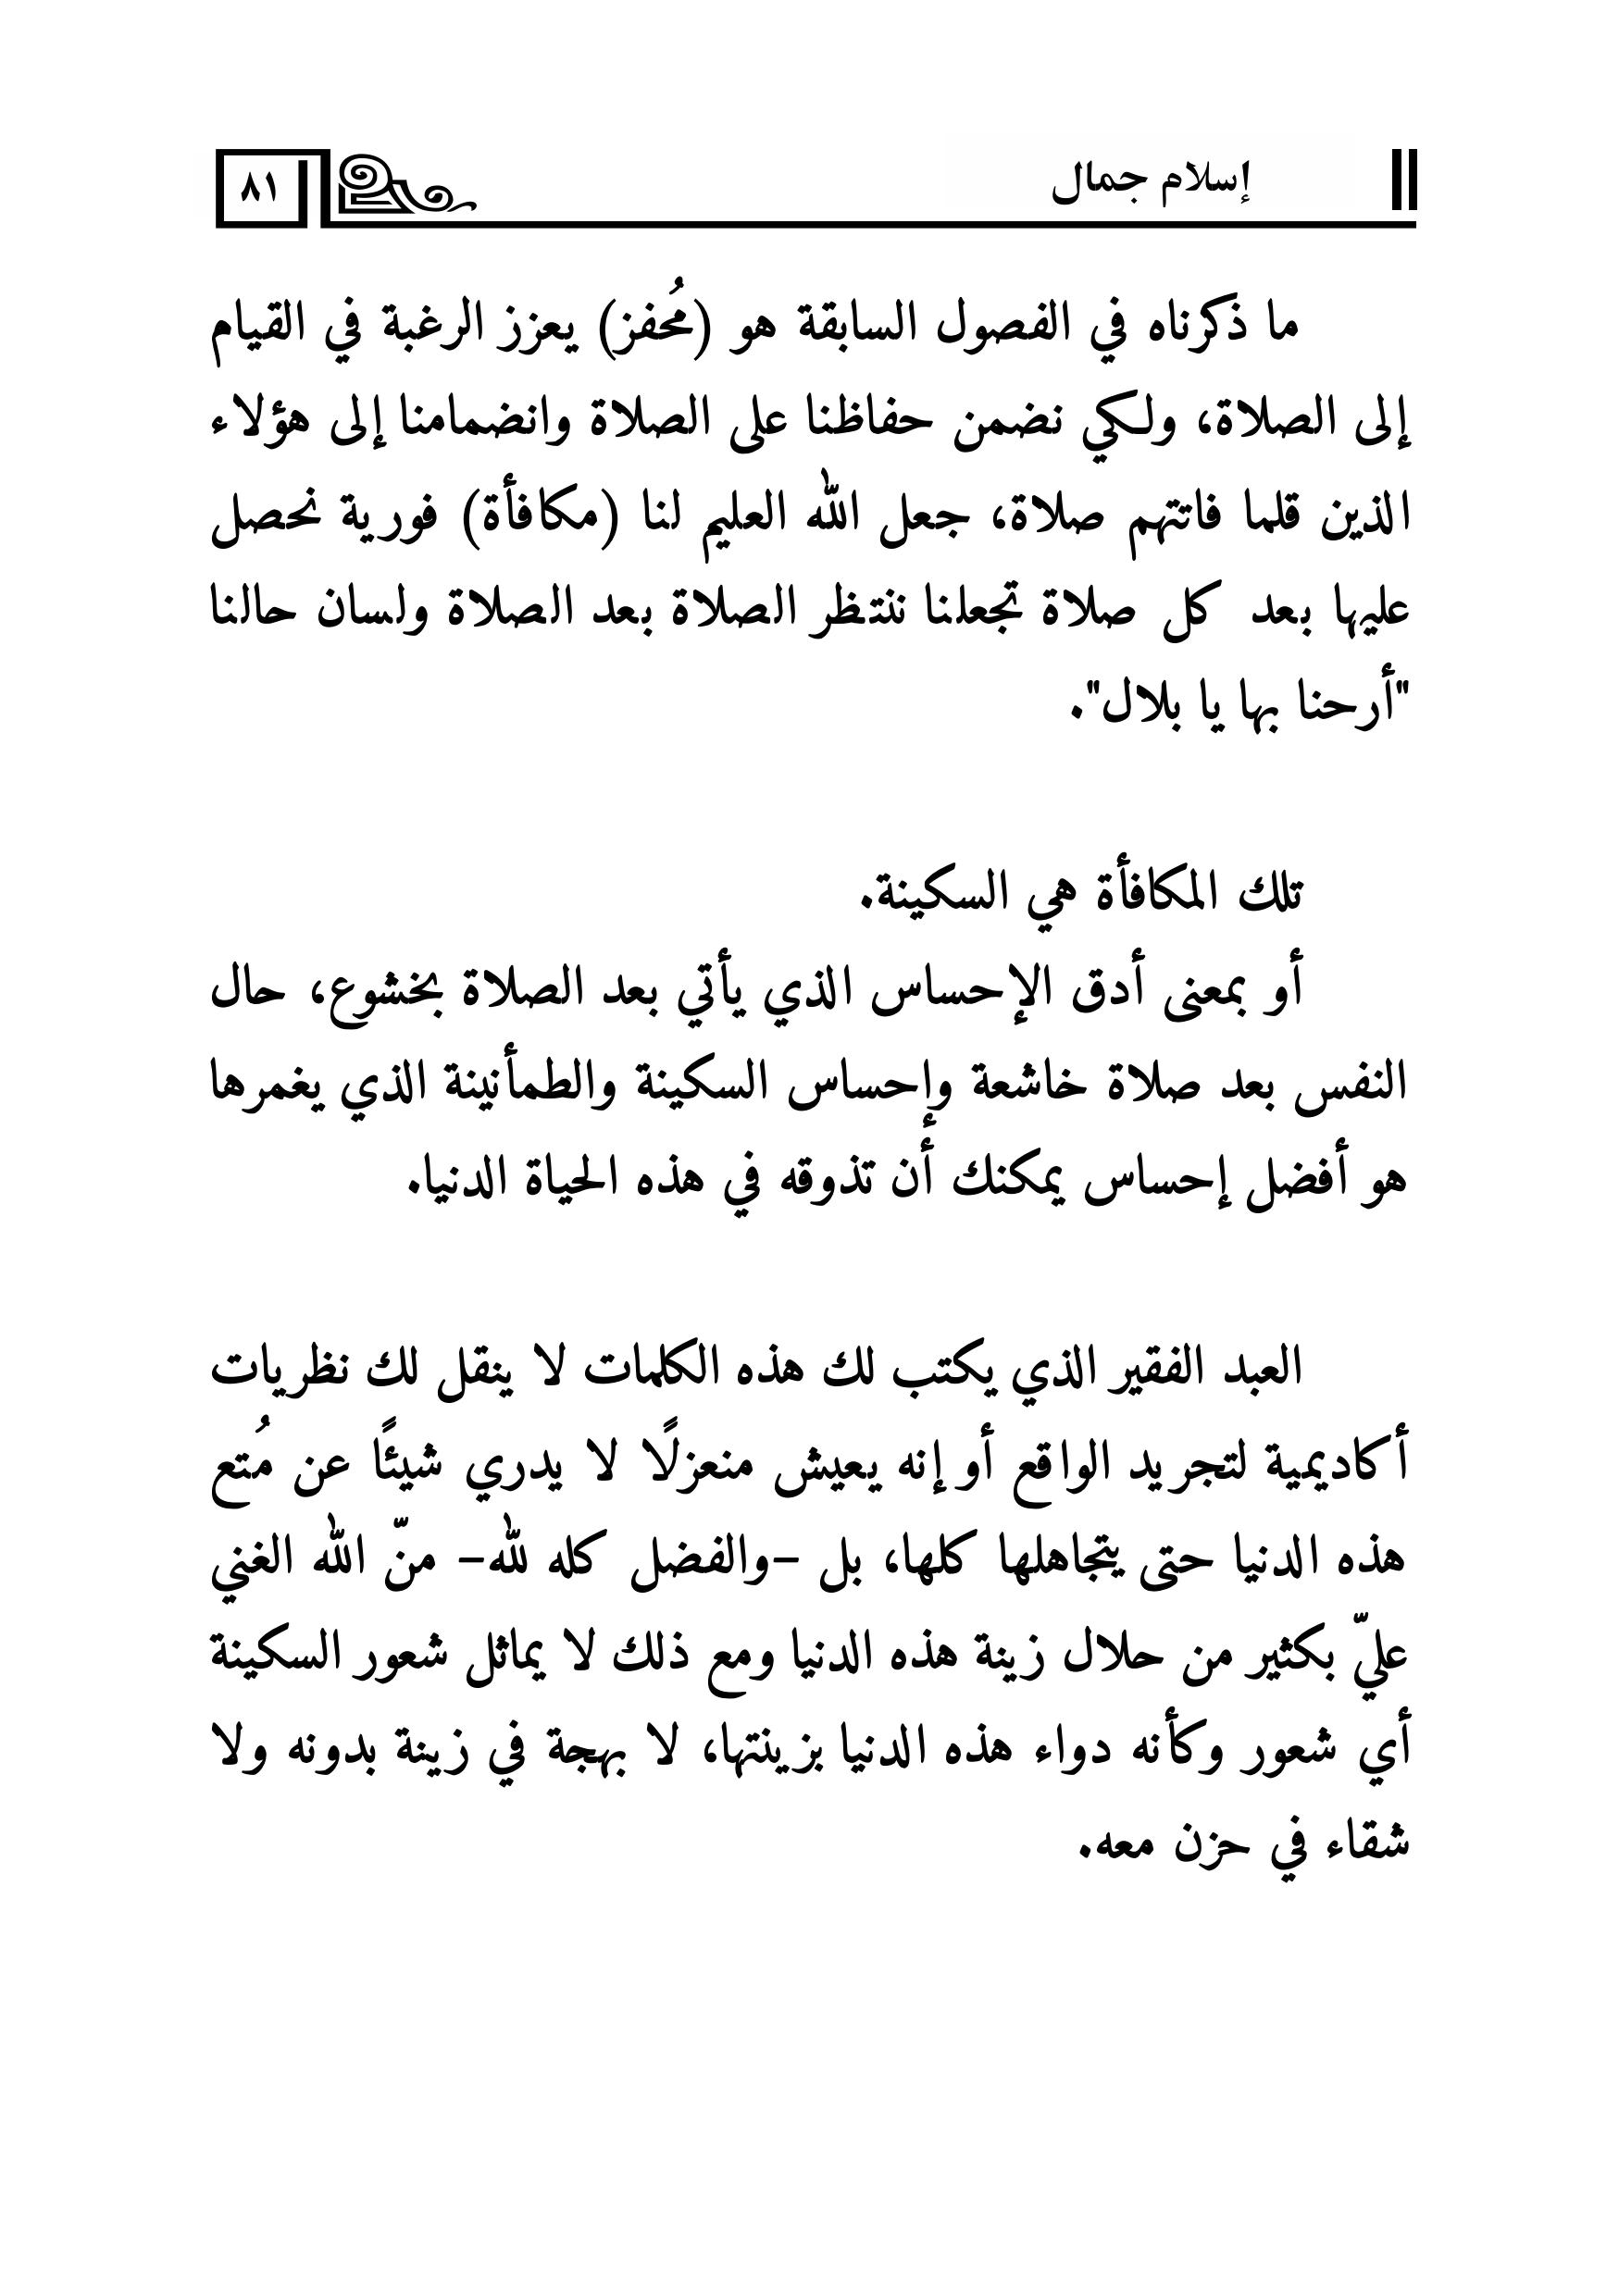 إسلام جمال
٨١
ما ذكرناه في الفصول السابقة هو (مُحفز) يعزز الرغبة في القيام
إلى الصلاة، ولكي نضمن حفاظنا على الصلاة وانضمامنا إلى هؤلاء
الذين قلما فاتتهم صلاة، جعل الله العليم لنا (مكافأة) فورية نحصل
عليها بعد كل صلاة تجعلنا ننتظر الصلاة بعد الصلاة ولسان حالنا
"أرحنا بها يا بلال".
تلك المكافأة هي السكينة.
أو بمعنى أدق الإحساس الذي يأتي بعد الصلاة بخشوع، حال
النفس بعد صلاة خاشعة وإحساس السكينة والطمأنينة الذي يغمرها
هو أفضل إحساس يمكنك أن تذوقه في هذه الحياة الدنيا.
العبد الفقير الذي يكتب لك هذه الكلمات لا ينقل لك نظريات
أكاديمية لتجريد الواقع أو إنه يعيش منعزلًا لا يدري شيئًا عن مُتع
هذه الدنيا حتى يتجاهلها كلها، بل -والفضل كله لله- منّ الله الغني
عليّ بكثير من حلال زينة هذه الدنيا ومع ذلك لا يماثل شعور السكينة
أي شعور وكأنه دواء هذه الدنيا بزينتها، لا بهجة في زينة بدونه ولا
شقاء في حزن معه.